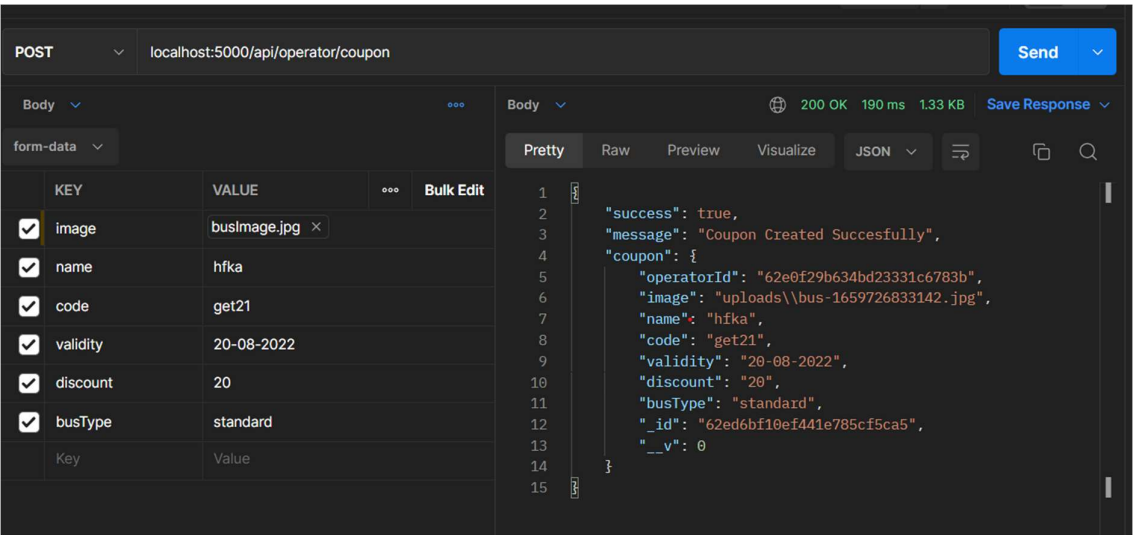 POST localhost:5000/api/operator/coupon Send
Body ooo
form-data
KEY VALUE ooo Bulk Edit
image busImage.jpg ×
name hfka
code get21
validity 20-08-2022
discount 20
busType standard
Key Value
Body 200 OK 190 ms 1.33 KB Save Response
Pretty Raw Preview Visualize JSON
1 {
2 "success": true,
3 "message": "Coupon Created Succesfully",
4 "coupon": {
5 "operatorId": "62e0f29b634bd23331c6783b",
6 "image": "uploads\\bus-1659726833142.jpg",
7 "name": "hfka",
8 "code": "get21",
9 "validity": "20-08-2022",
10 "discount": "20",
11 "busType": "standard",
12 "_id": "62ed6bf10ef441e785cf5ca5",
13 "__v": 0
14 }
15 }